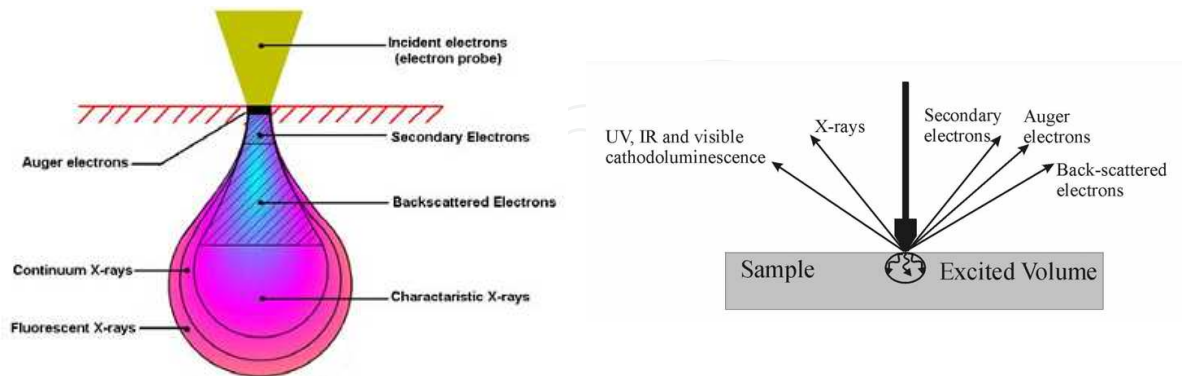 Incident electrons
(electron probe)
Secondary Electrons
Auger electrons
Backscattered Electrons
Continuum X-rays
Charactaristic X-rays
Fluorescent X-rays
UV, IR and visible
cathodoluminescence
X-rays
Secondary
electrons
Auger
electrons
Back-scattered
electrons
Sample
Excited Volume